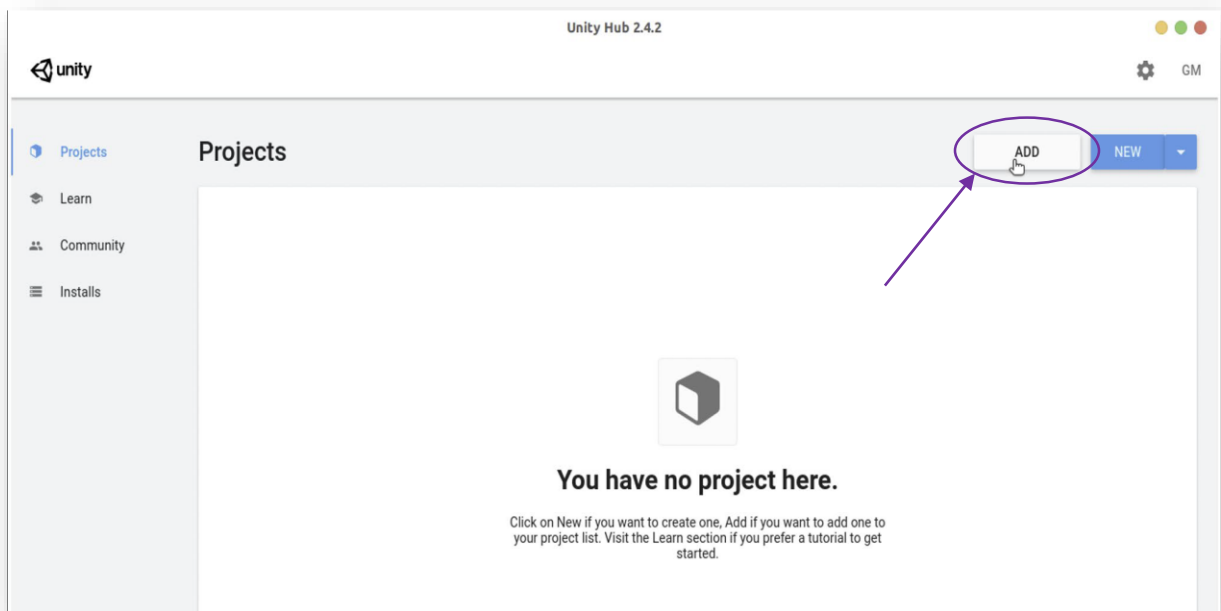 Unity Hub 2.4.2
unity
GM
Projects
Projects
ADD
NEW
Learn
Community
Installs
You have no project here.
Click on New if you want to create one, Add if you want to add one to
your project list. Visit the Learn section if you prefer a tutorial to get
started.